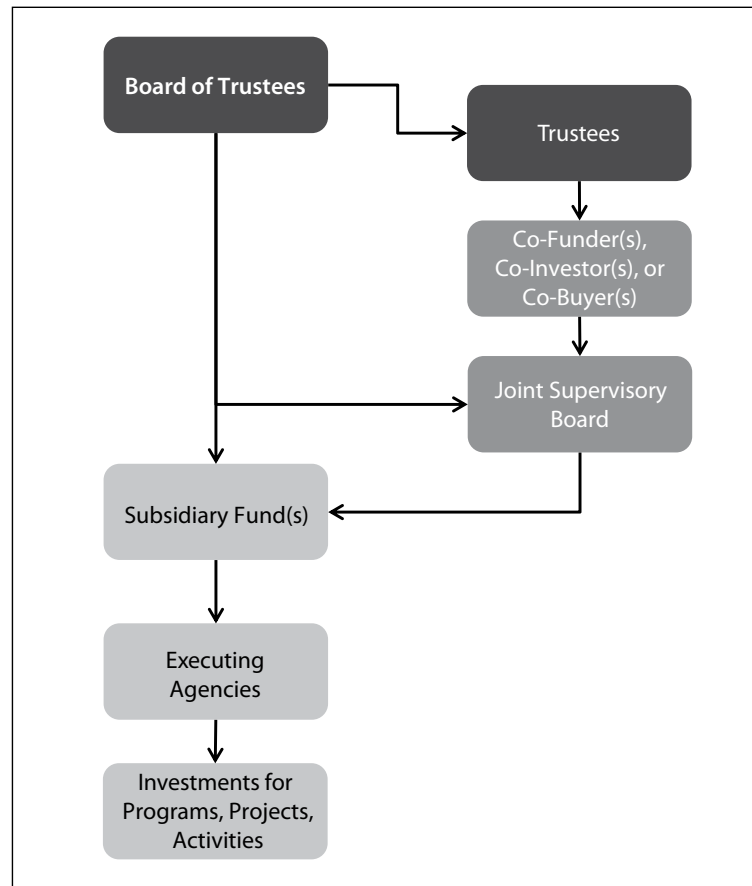 Board of Trustees
Trustees
Co-Funder(s),
Co-Investor(s), or
Co-Buyer(s)
Joint Supervisory
Board
Subsidiary Fund(s)
Executing
Agencies
Investments for
Programs, Projects,
Activities